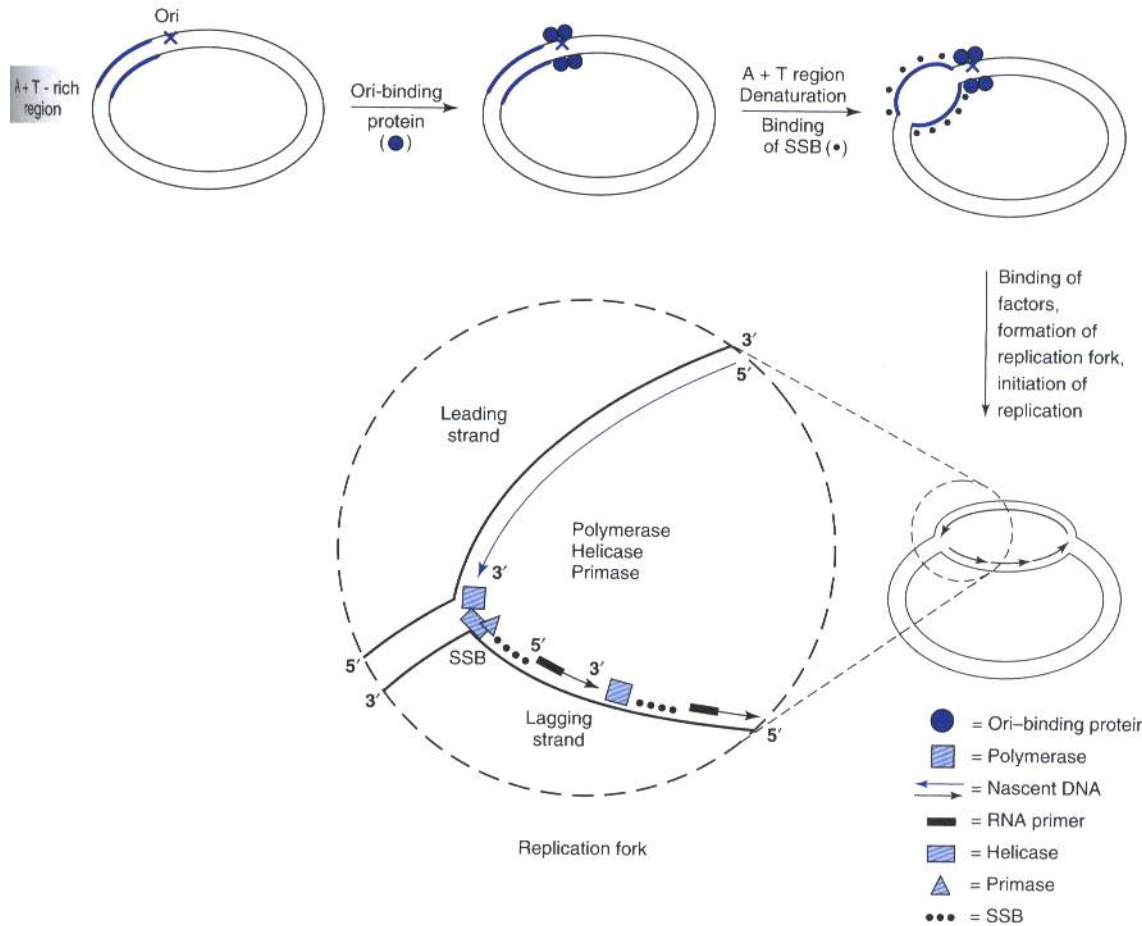 Ori
A + T - rich
region
Ori-binding
protein
( )
A + T region
Denaturation
Binding
of SSB (•)
Binding of
factors,
formation of
replication fork,
initiation of
replication
3′
5′
Leading
strand
Polymerase
Helicase
Primase
3′
5′
3′
SSB
5′
3′
Lagging
strand
5′
Replication fork
= Ori–binding protein
= Polymerase
= Nascent DNA
= RNA primer
= Helicase
= Primase
= SSB